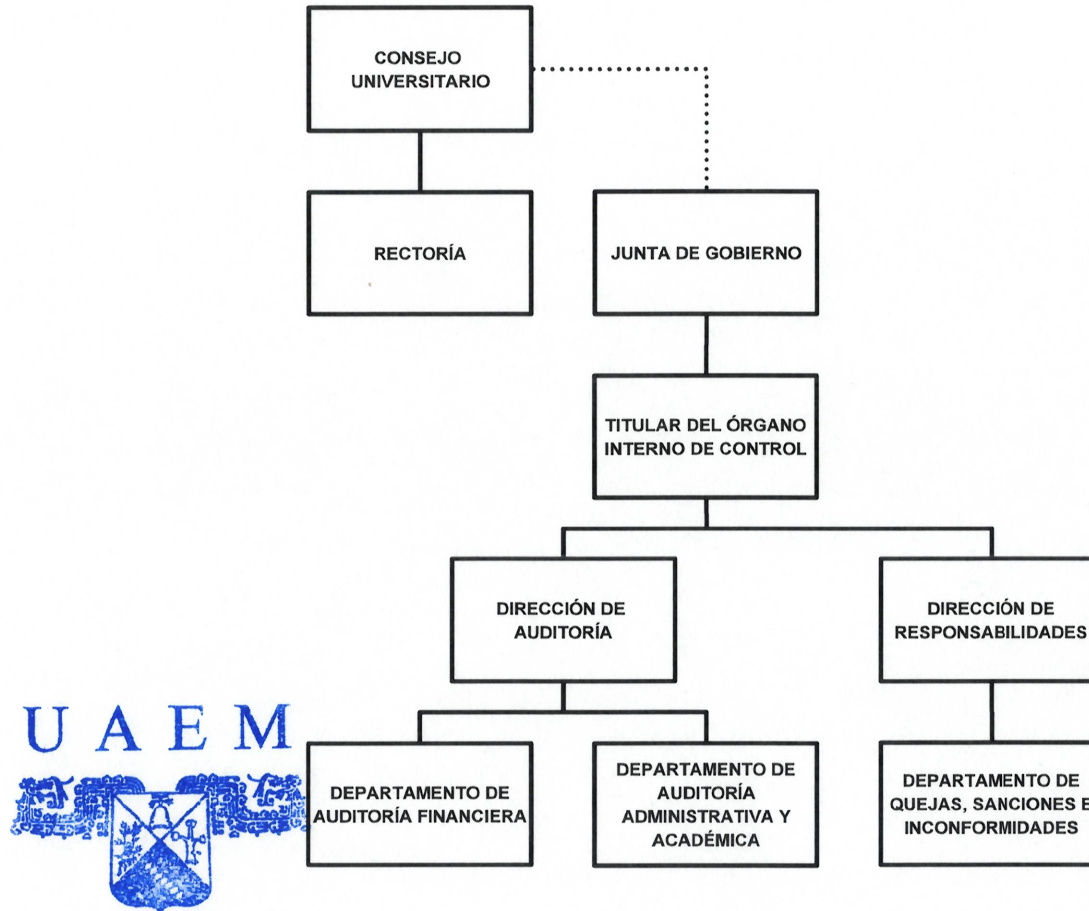 CONSEJO
UNIVERSITARIO
RECTORÍA
JUNTA DE GOBIERNO
TITULAR DEL ÓRGANO
INTERNO DE CONTROL
DIRECCIÓN DE
AUDITORÍA
DIRECCIÓN DE
RESPONSABILIDADES
UAEM
DEPARTAMENTO DE
AUDITORÍA FINANCIERA
DEPARTAMENTO DE
AUDITORÍA
ADMINISTRATIVA Y
ACADÉMICA
DEPARTAMENTO DE
QUEJAS, SANCIONES E
INCONFORMIDADES